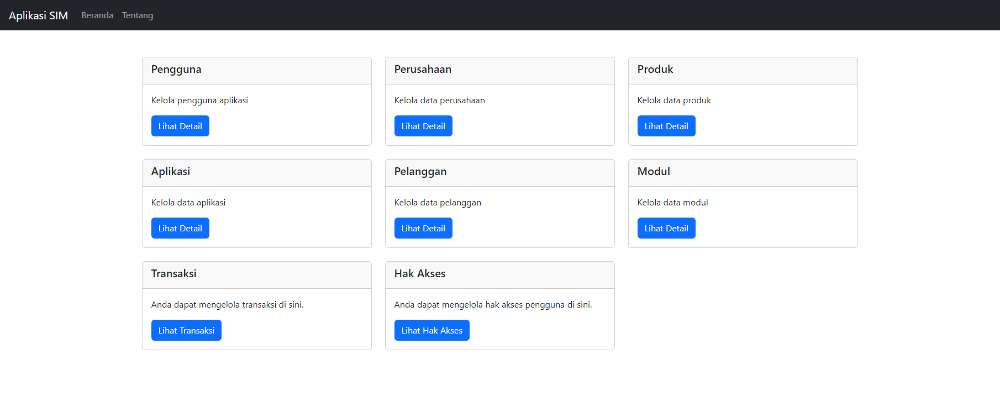 Aplikasi SIM Beranda Tentang
Pengguna
Kelola pengguna aplikasi
Lihat Detail
Perusahaan
Kelola data perusahaan
Lihat Detail
Produk
Kelola data produk
Lihat Detail
Aplikasi
Kelola data aplikasi
Lihat Detail
Pelanggan
Kelola data pelanggan
Lihat Detail
Modul
Kelola data modul
Lihat Detail
Transaksi
Anda dapat mengelola transaksi di sini.
Lihat Transaksi
Hak Akses
Anda dapat mengelola hak akses pengguna di sini.
Lihat Hak Akses